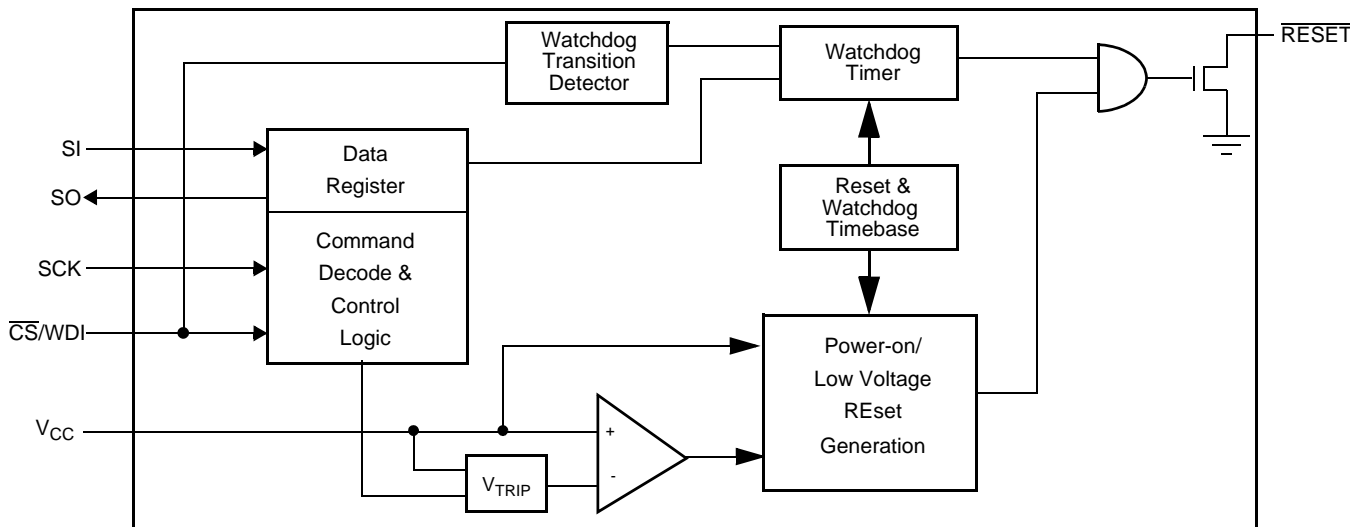 Watchdog
Transition
Detector
Watchdog
Timer
RESET
SI
SO
SCK
CS/WDI
VCC
Data
Register
Command
Decode &
Control
Logic
Reset &
Watchdog
Timebase
Power-on/
Low Voltage
REset
Generation
+
-
VTRIP